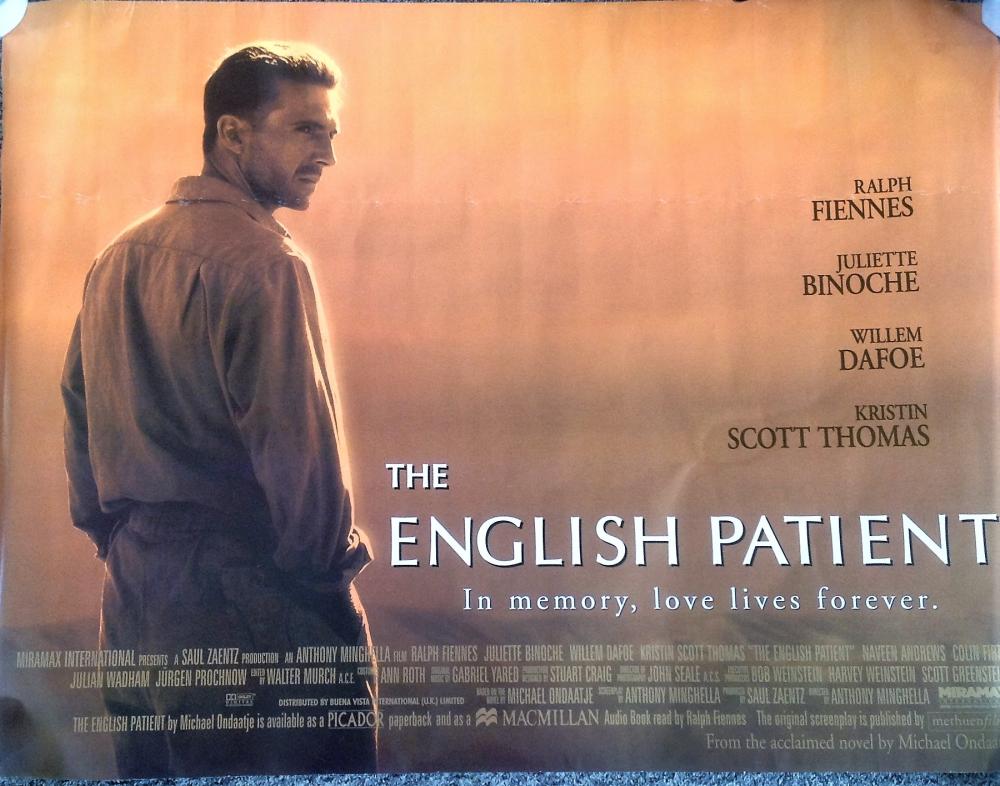 RALPH
FIENNES
JULIETTE
BINOCHE
WILLEM
DAFOE
KRISTIN
SCOTT THOMAS
THE
ENGLISH PATIENT
In memory, love lives forever.
MIRAMAX INTERNATIONAL PRESENTS A SAUL ZAENTZ PRODUCTION AN ANTHONY MINGHELLA FILM RALPH FIENNES JULIETTE BINOCHE WILLEM DAFOE KRISTIN SCOTT THOMAS "THE ENGLISH PATIENT" NAVEEN ANDREWS COLIN
JULIAN WADHAM JÜRGEN PROCHNOW EDITED BY WALTER MURCH A.C.E. ANN ROTH GABRIEL YARED STUART CRAIG JOHN SEALE A.C.S. BOB HARVEY WEINSTEIN SCOTT
DISTRIBUTED BY BUENA VISTA INTERNATIONAL (U.K.) LIMITED BASED ON THE MICHAEL ONDAATJE ANTHONY MINGHELLA SAUL ZAENTZ ANTHONY MINGHELLA
THE ENGLISH PATIENT by Michael Ondaatje is available as a PICADOR paperback and as a MACMILLAN Audio Book read by Ralph Fiennes The original screenplay is published by
From the acclaimed novel by Michael